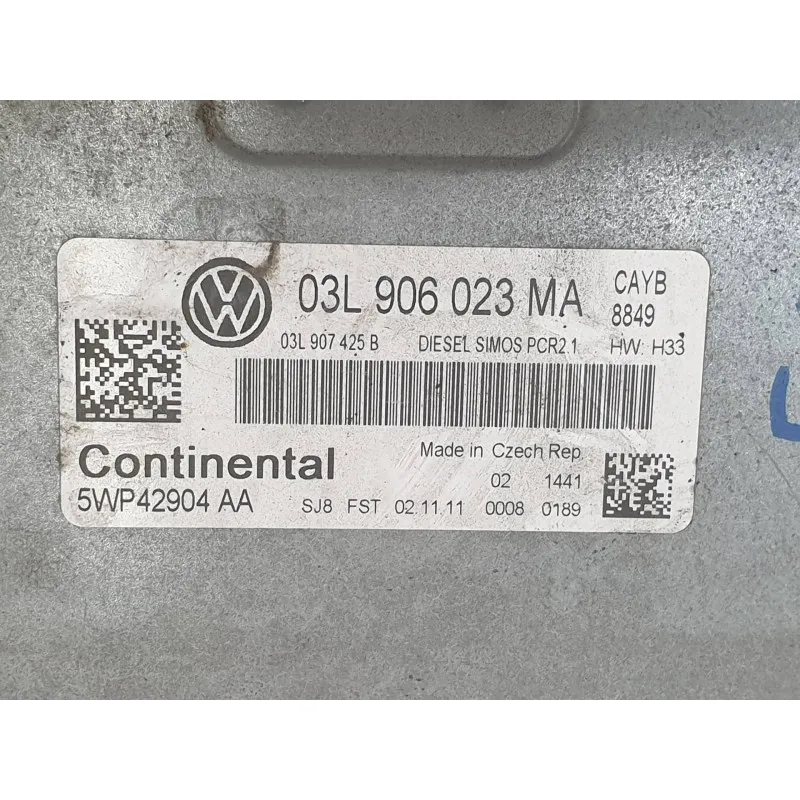 03L 906 023 MA CAYB
8849
03L 907 425 B DIESEL SIMOS PCR2.1 HW: H33
Continental Made in Czech Rep
02 1441
5WP42904 AA SJ8 FST 02.11.11 0008 0189